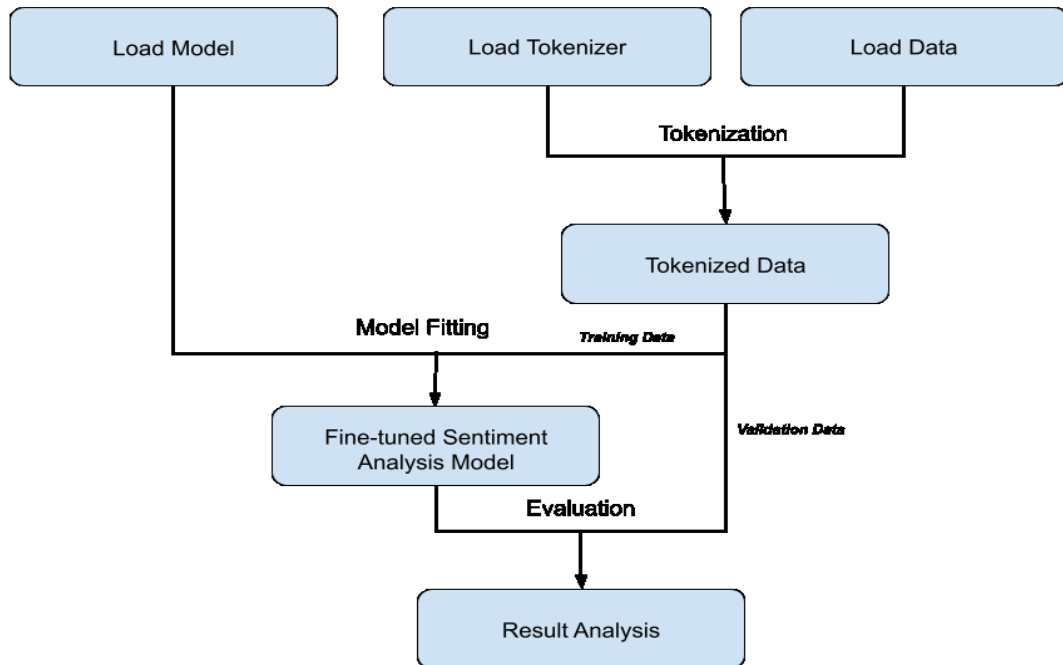 Load Model
Load Tokenizer
Load Data
Tokenization
Tokenized Data
Model Fitting
Training Data
Fine-tuned Sentiment
Analysis Model
Validation Data
Evaluation
Result Analysis